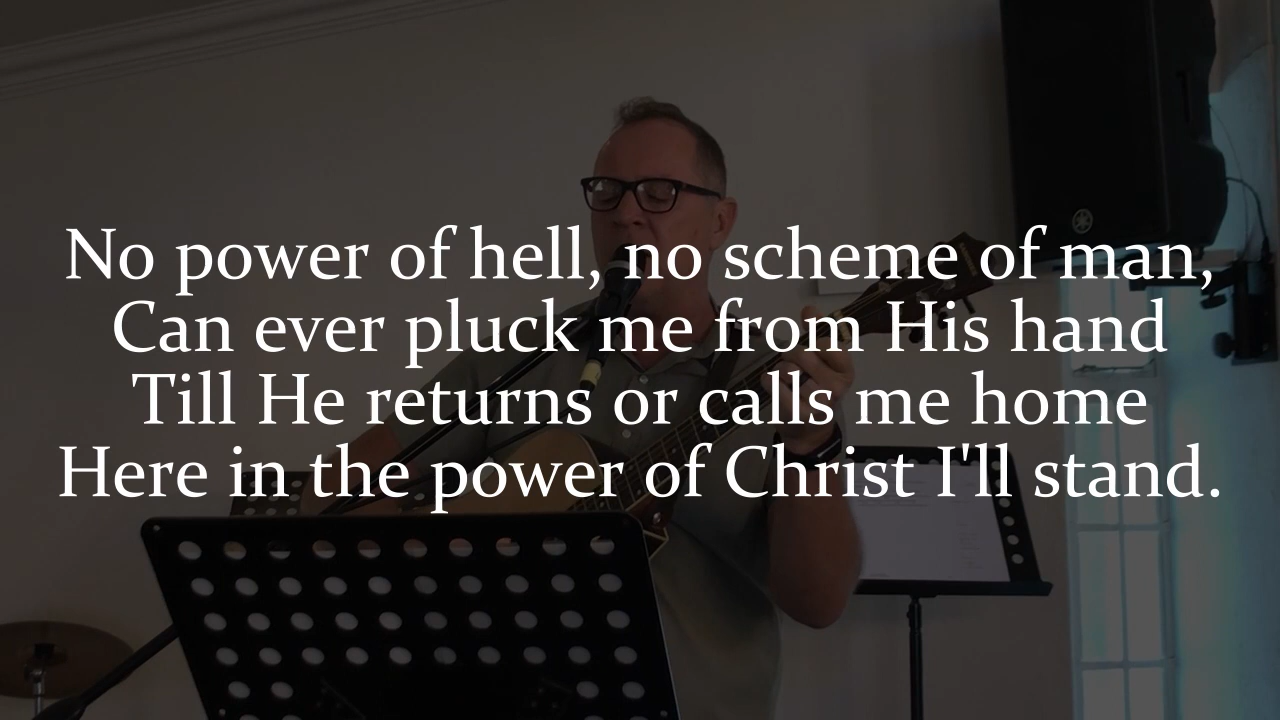 No power of hell, no scheme of man,
Can ever pluck me from His hand
Till He returns or calls me home
Here in the power of Christ I'll stand.